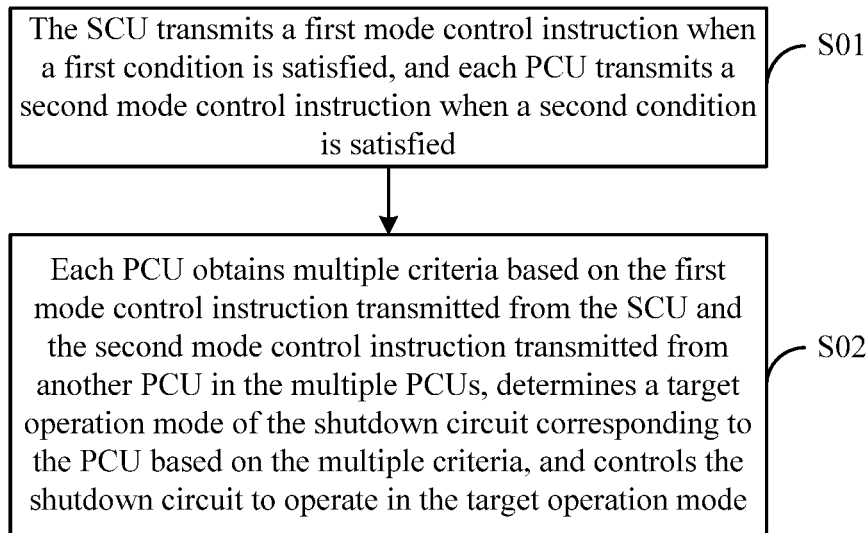 The SCU transmits a first mode control instruction when
a first condition is satisfied, and each PCU transmits a
second mode control instruction when a second condition
is satisfied
S01
Each PCU obtains multiple criteria based on the first
mode control instruction transmitted from the SCU and
the second mode control instruction transmitted from
another PCU in the multiple PCUs, determines a target
operation mode of the shutdown circuit corresponding to
the PCU based on the multiple criteria, and controls the
shutdown circuit to operate in the target operation mode
S02